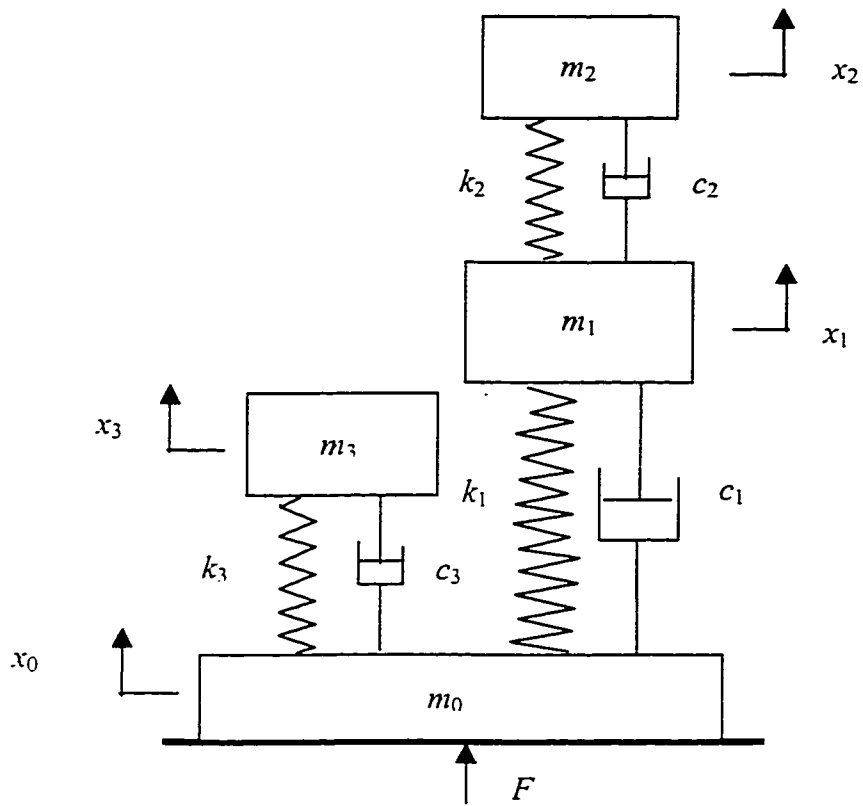 m₂
x₂
k₂
c₂
m₁
x₁
x₃
m₃
k₁
c₁
k₃
c₃
x₀
m₀
F